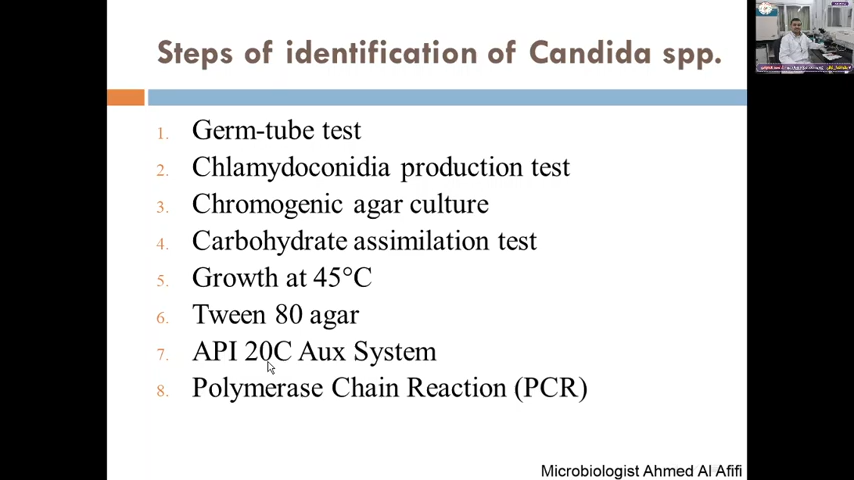 Steps of identification of Candida spp.
1. Germ-tube test
2. Chlamydoconidia production test
3. Chromogenic agar culture
4. Carbohydrate assimilation test
5. Growth at 45°C
6. Tween 80 agar
7. API 20C Aux System
8. Polymerase Chain Reaction (PCR)
Microbiologist Ahmed Al Afifi